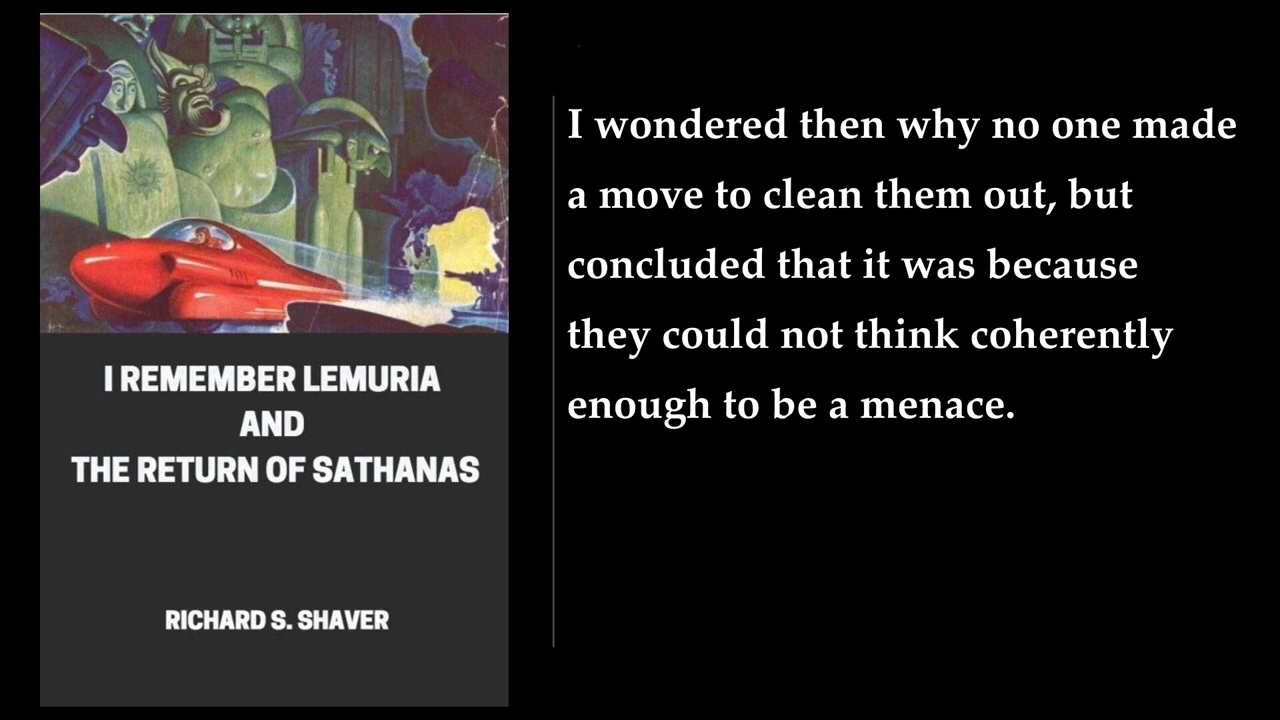 I REMEMBER LEMURIA
AND
THE RETURN OF SATHANAS
RICHARD S. SHAVER
I wondered then why no one made
a move to clean them out, but
concluded that it was because
they could not think coherently
enough to be a menace.